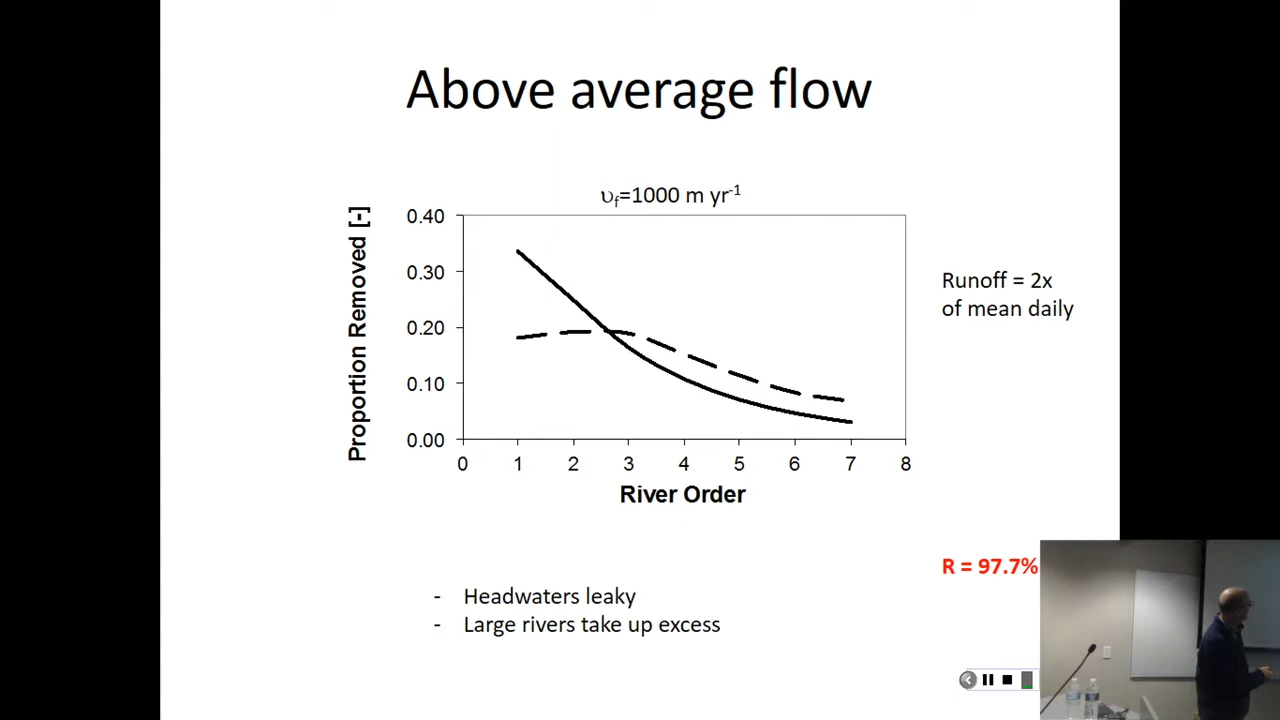 Above average flow
υf=1000 m yr-1
Proportion Removed [-]
0.40
0.30
0.20
0.10
0.00
0 1 2 3 4 5 6 7 8
River Order
Runoff = 2x
of mean daily
R = 97.7%
- Headwaters leaky
- Large rivers take up excess